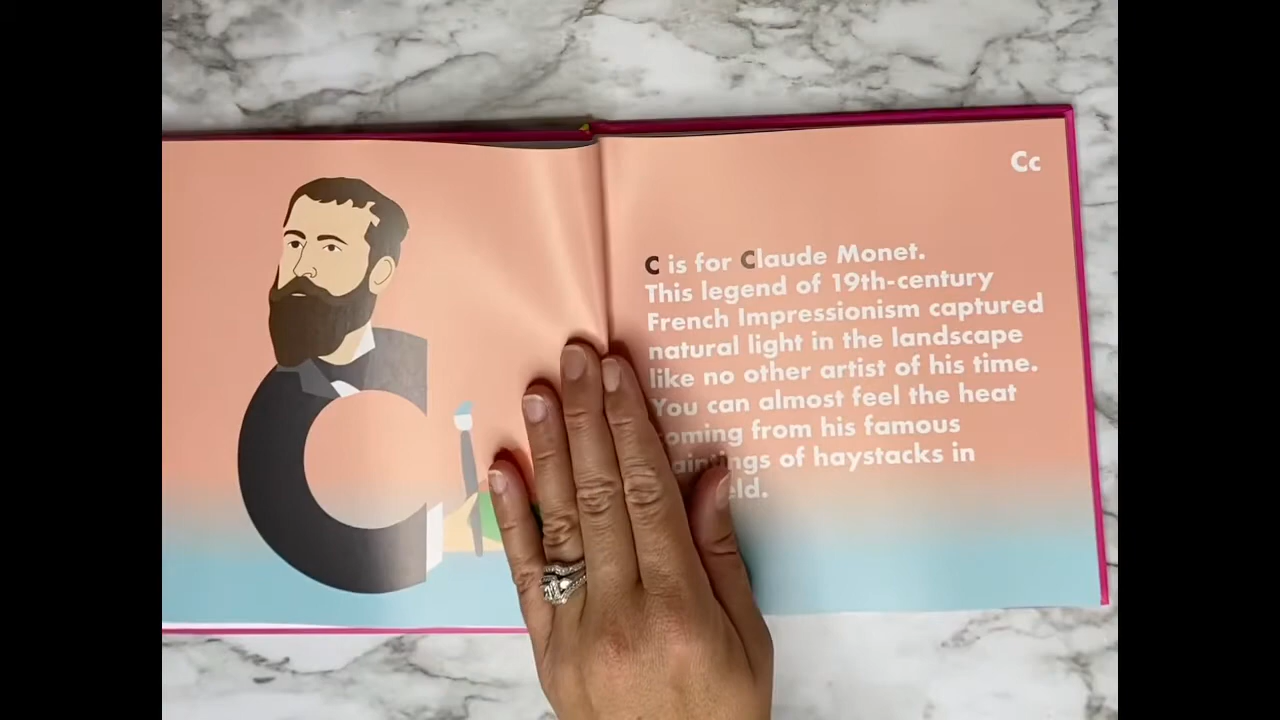 Cc
C is for Claude Monet.
This legend of 19th-century
French Impressionism captured
natural light in the landscape
like no other artist of his time.
You can almost feel the heat
coming from his famous
paintings of haystacks in